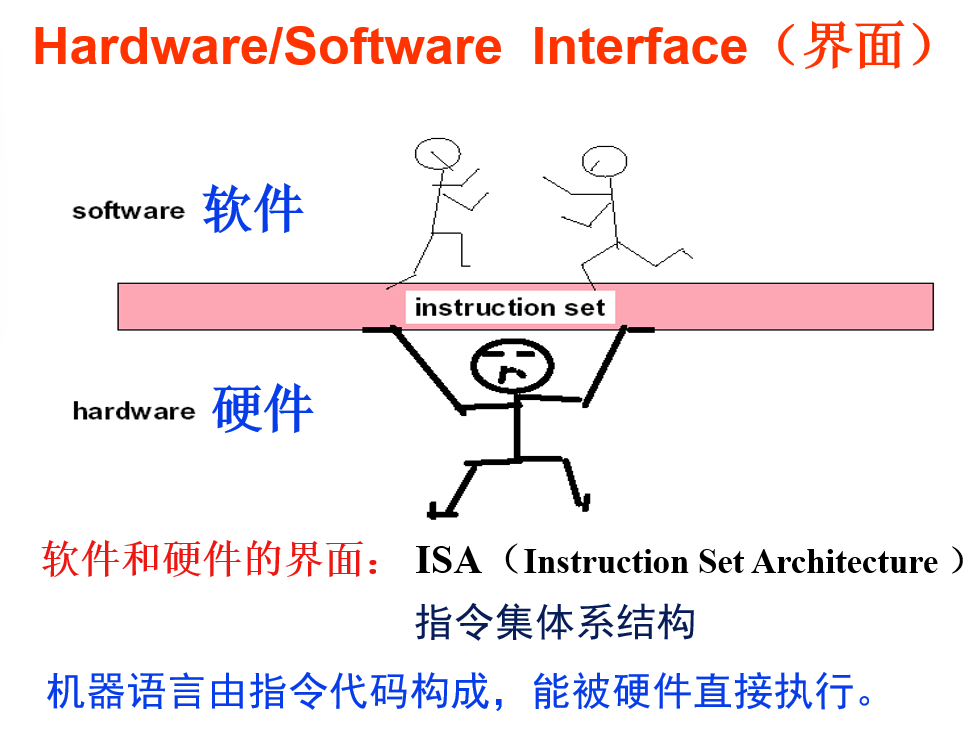 Hardware/Software Interface（界面）
software 软件
instruction set
hardware 硬件
软件和硬件的界面： ISA（Instruction Set Architecture ）
指令集体系结构
机器语言由指令代码构成，能被硬件直接执行。